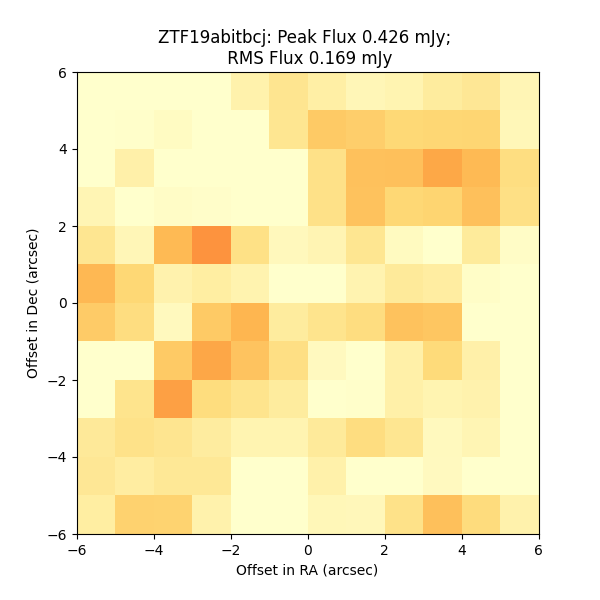 ZTF19abitbcj: Peak Flux 0.426 mJy;
RMS Flux 0.169 mJy
6
4
2
0
−2
−4
−6
Offset in Dec (arcsec)
−6 −4 −2 0 2 4 6
Offset in RA (arcsec)